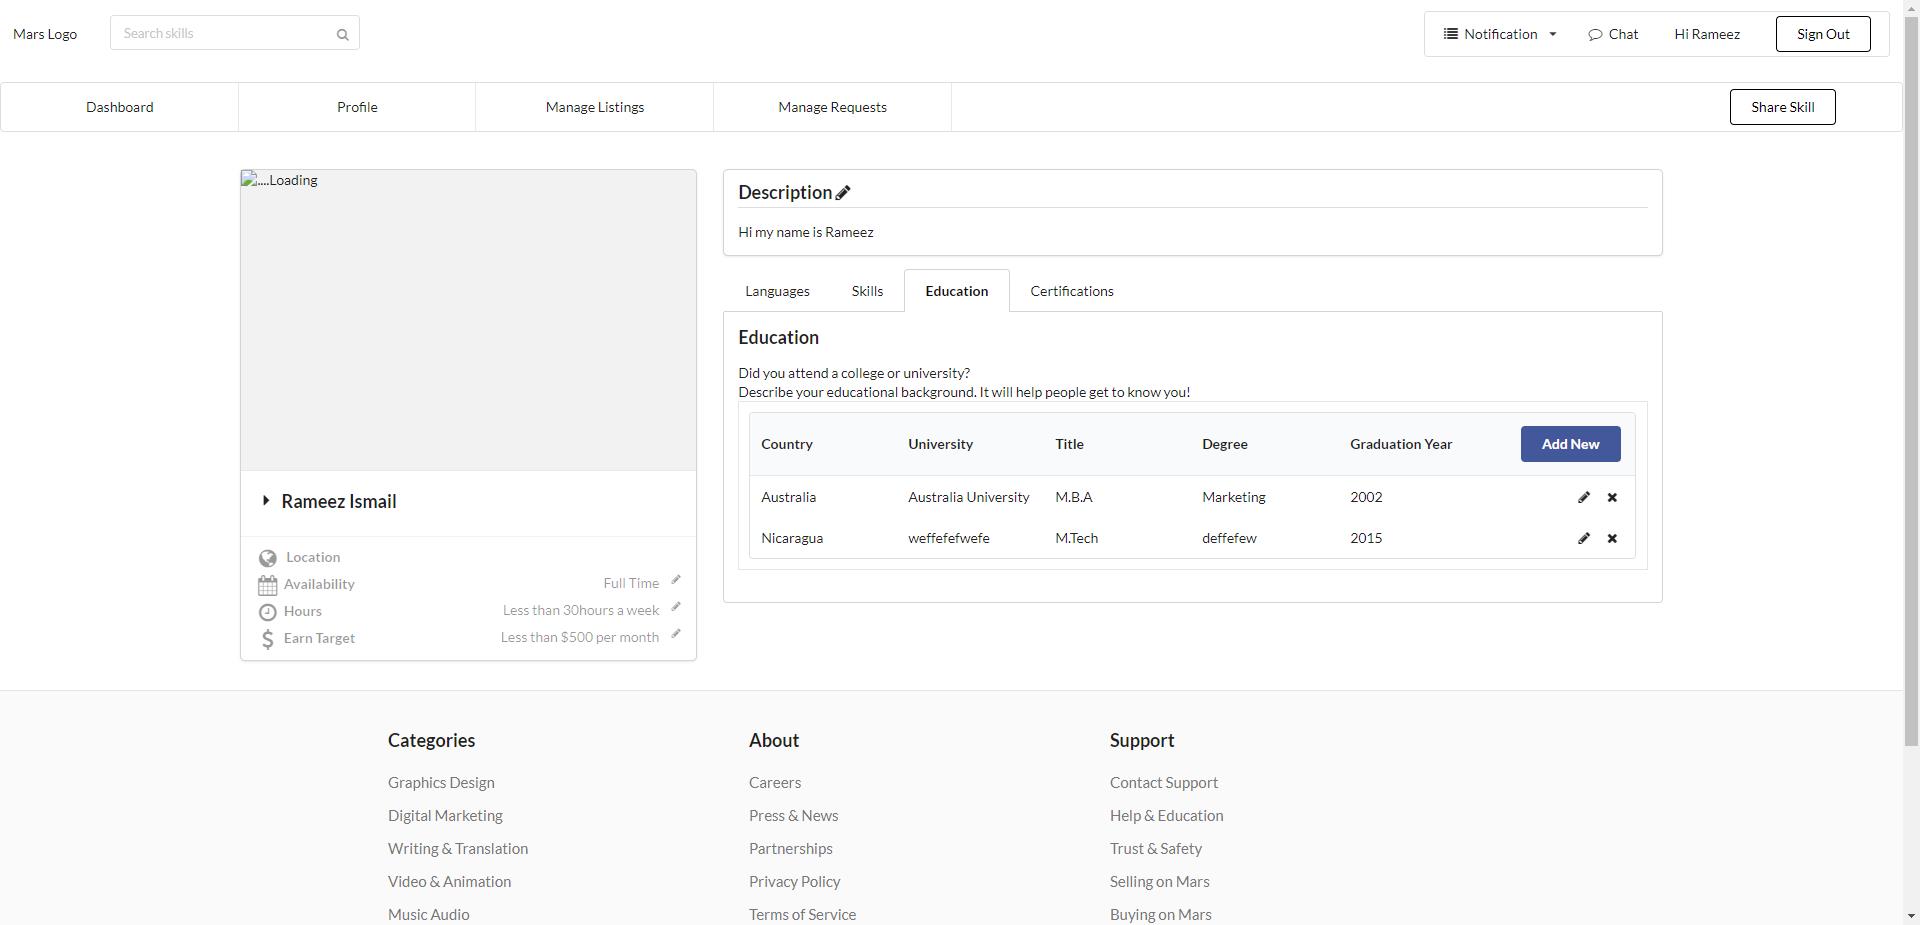 Mars Logo
Search skills
Notification Chat Hi Rameez Sign Out
Dashboard Profile Manage Listings Manage Requests Share Skill
....Loading
Rameez Ismail
Location
Availability Full Time
Hours Less than 30hours a week
Earn Target Less than $500 per month
Description
Hi my name is Rameez
Languages Skills Education Certifications
Education
Did you attend a college or university?
Describe your educational background. It will help people get to know you!
Country University Title Degree Graduation Year Add New
Australia Australia University M.B.A Marketing 2002
Nicaragua weffefefwefe M.Tech deffefew 2015
Categories
Graphics Design
Digital Marketing
Writing & Translation
Video & Animation
Music Audio
About
Careers
Press & News
Partnerships
Privacy Policy
Terms of Service
Support
Contact Support
Help & Education
Trust & Safety
Selling on Mars
Buying on Mars